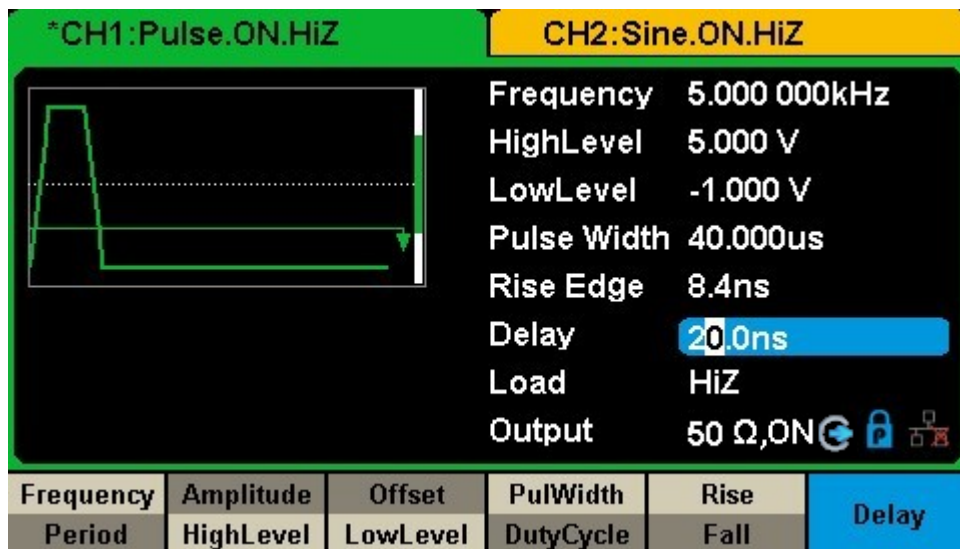 *CH1:Pulse.ON.HiZ CH2:Sine.ON.HiZ
Frequency 5.000 000kHz
HighLevel 5.000 V
LowLevel -1.000 V
Pulse Width 40.000us
Rise Edge 8.4ns
Delay 20.0ns
Load HiZ
Output 50 Ω,ON
Frequency Amplitude Offset PulWidth Rise Delay
Period HighLevel LowLevel DutyCycle Fall